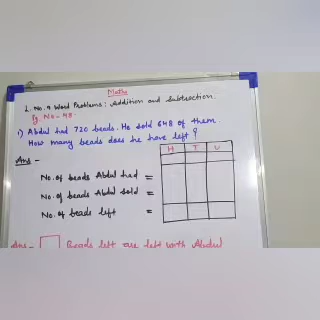 Maths
L. No. 9 Word Problems: Addition and Subtraction.
Pg. No - 48.
1) Abdul had 720 beads. He sold 648 of them.
How many beads does he have left?
Ans -
H T U
No. of beads Abdul had =
No. of beads Abdul sold =
No. of beads left =
Ans - Beads left are left with Abdul